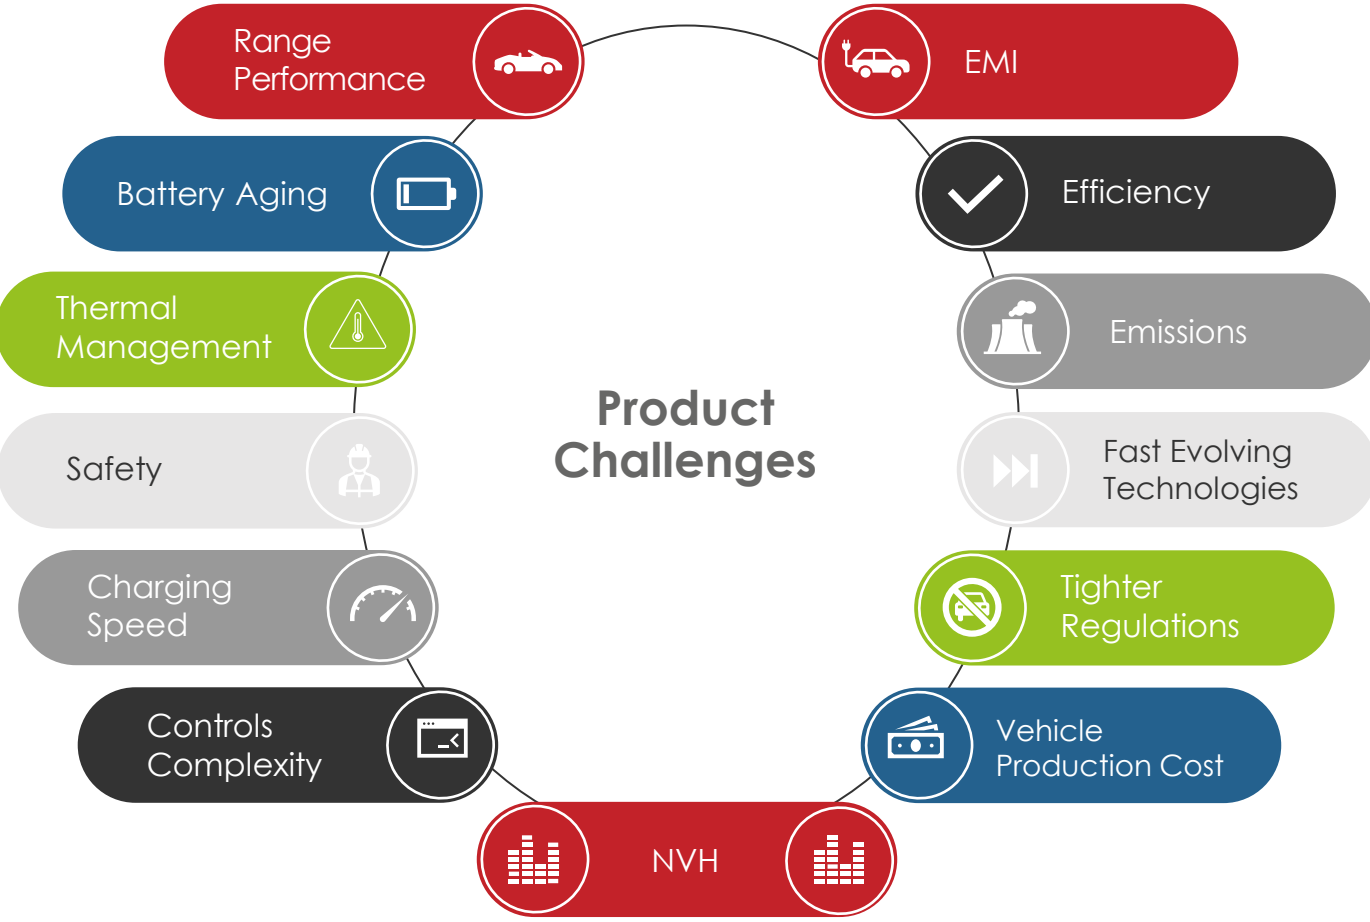 Range
Performance
EMI
Battery Aging
Efficiency
Thermal
Management
Emissions
Product
Challenges
Safety
Fast Evolving
Technologies
Charging
Speed
Tighter
Regulations
Controls
Complexity
Vehicle
Production Cost
NVH